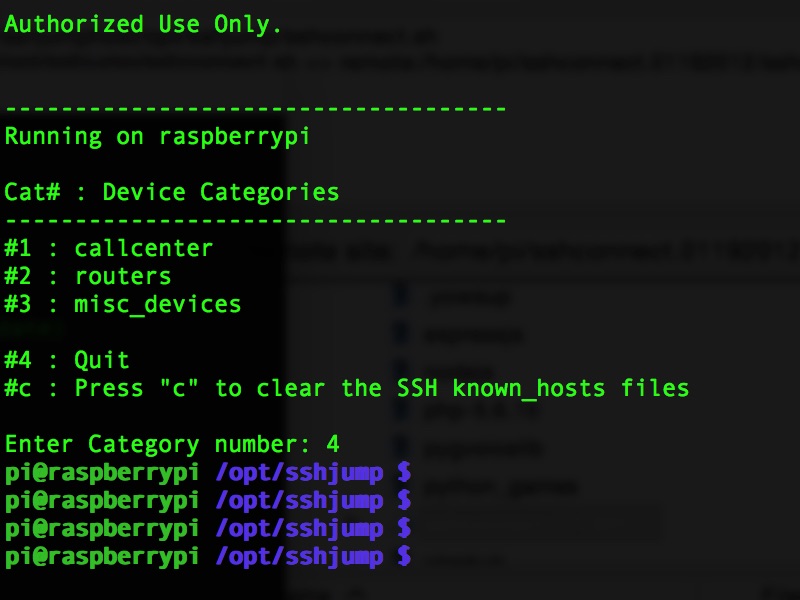 Authorized Use Only.
------------------------------------
Running on raspberrypi
Cat# : Device Categories
------------------------------------
#1 : callcenter
#2 : routers
#3 : misc_devices
#4 : Quit
#c : Press "c" to clear the SSH known_hosts files
Enter Category number: 4
pi@raspberrypi /opt/sshjump $
pi@raspberrypi /opt/sshjump $
pi@raspberrypi /opt/sshjump $
pi@raspberrypi /opt/sshjump $